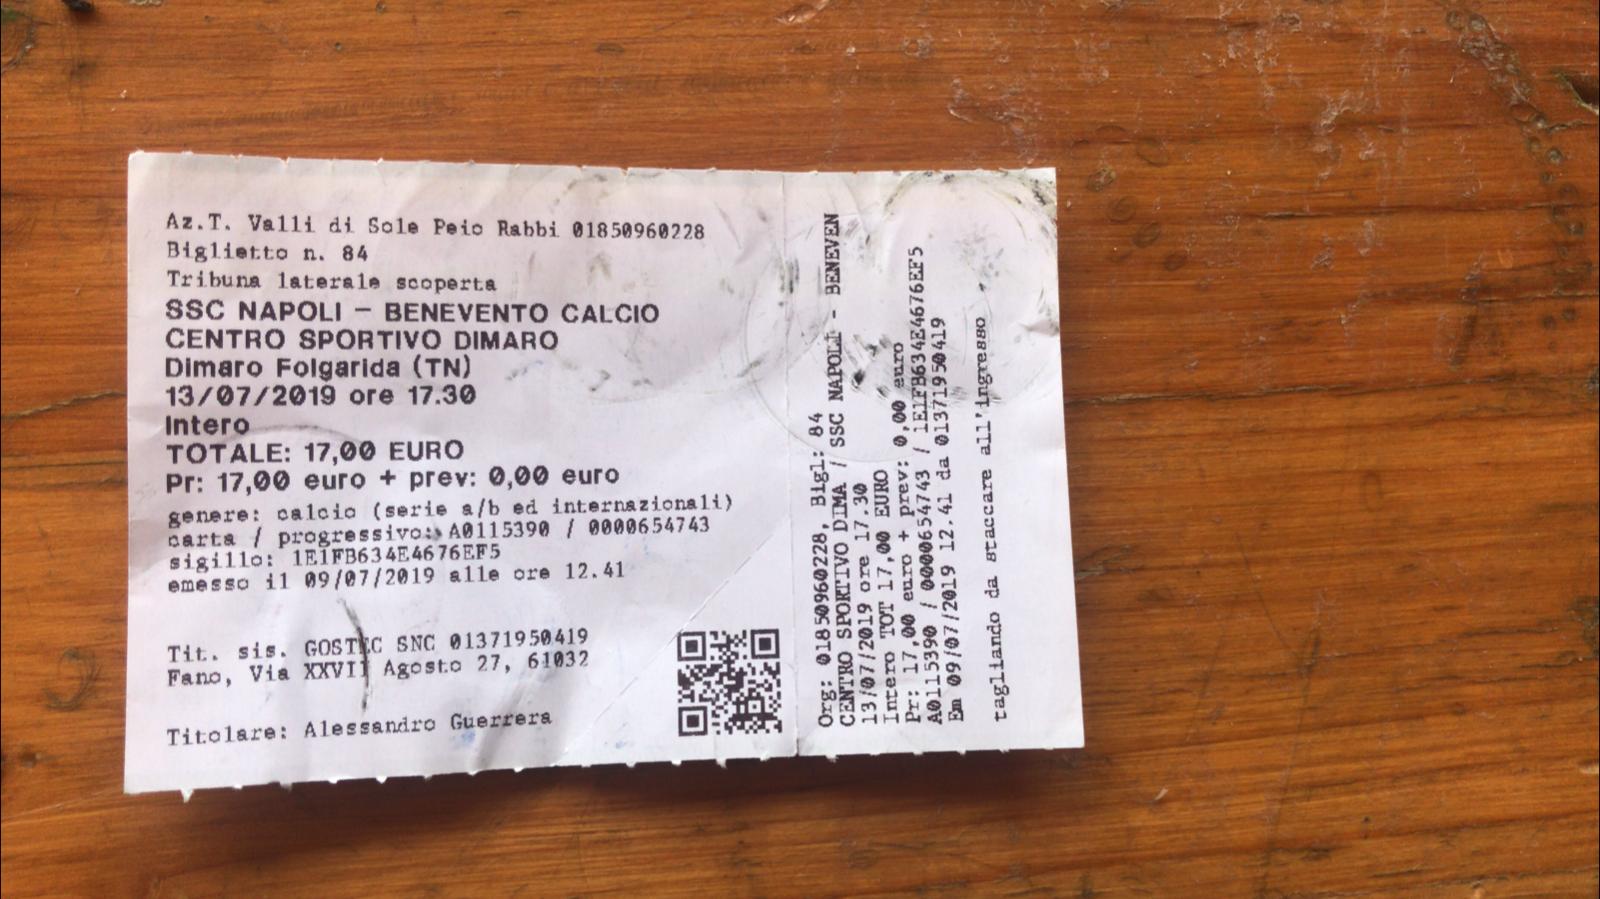 Az.T. Valli di Sole Peio Rabbi 01850960228
Biglietto n. 84
Tribuna laterale scoperta
SSC NAPOLI - BENEVENTO CALCIO
CENTRO SPORTIVO DIMARO
Dimaro Folgarida (TN)
13/07/2019 ore 17.30
Intero
TOTALE: 17,00 EURO
Pr: 17,00 euro + prev: 0,00 euro
genere: calcio (serie a/b ed internazionali)
carta / progressivo: A0115390 / 0000654743
sigillo: 1E1FB634E4676EF5
emesso il 09/07/2019 alle ore 12.41
Tit. sis. GOSTEC SNC 01371950419
Fano, Via XXVII Agosto 27, 61032
Titolare: Alessandro Guerrera
Org: 01850960228, Bigl: 84
CENTRO SPORTIVO DIMA / SSC NAPOLI - BENEVEN
13/07/2019 ore 17.30
Intero TOT 17,00 EURO
Pr: 17,00 euro + prev: 0,00 euro
A0115390 / 0000654743 / 1E1FB634E4676EF5
Em 09/07/2019 12.41 da 01371950419
tagliando da staccare all'ingresso